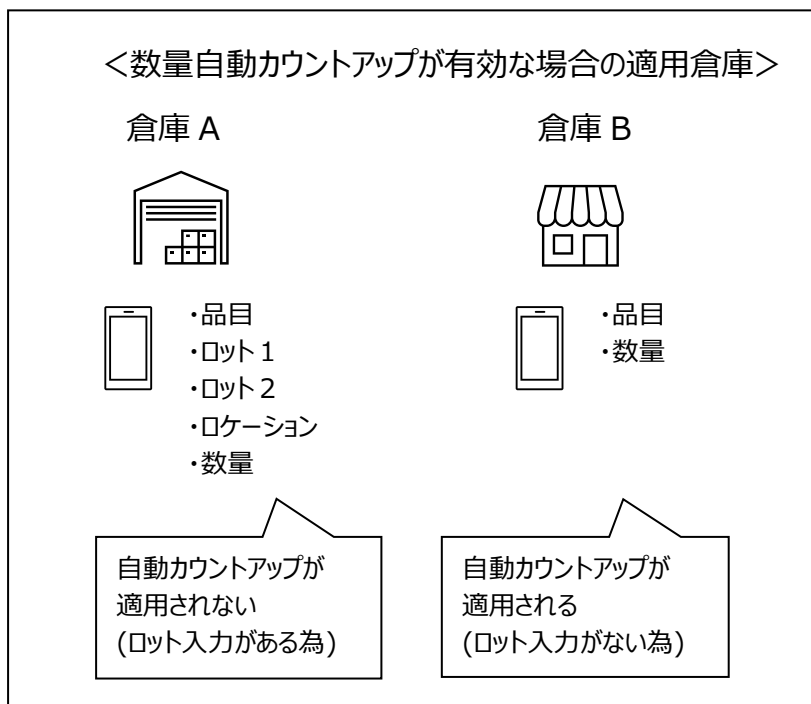 ＜数量自動カウントアップが有効な場合の適用倉庫＞
倉庫 A
倉庫 B
・品目
・ロット 1
・ロット 2
・ロケーション
・数量
・品目
・数量
自動カウントアップが
適用されない
(ロット入力がある為)
自動カウントアップが
適用される
(ロット入力がない為)